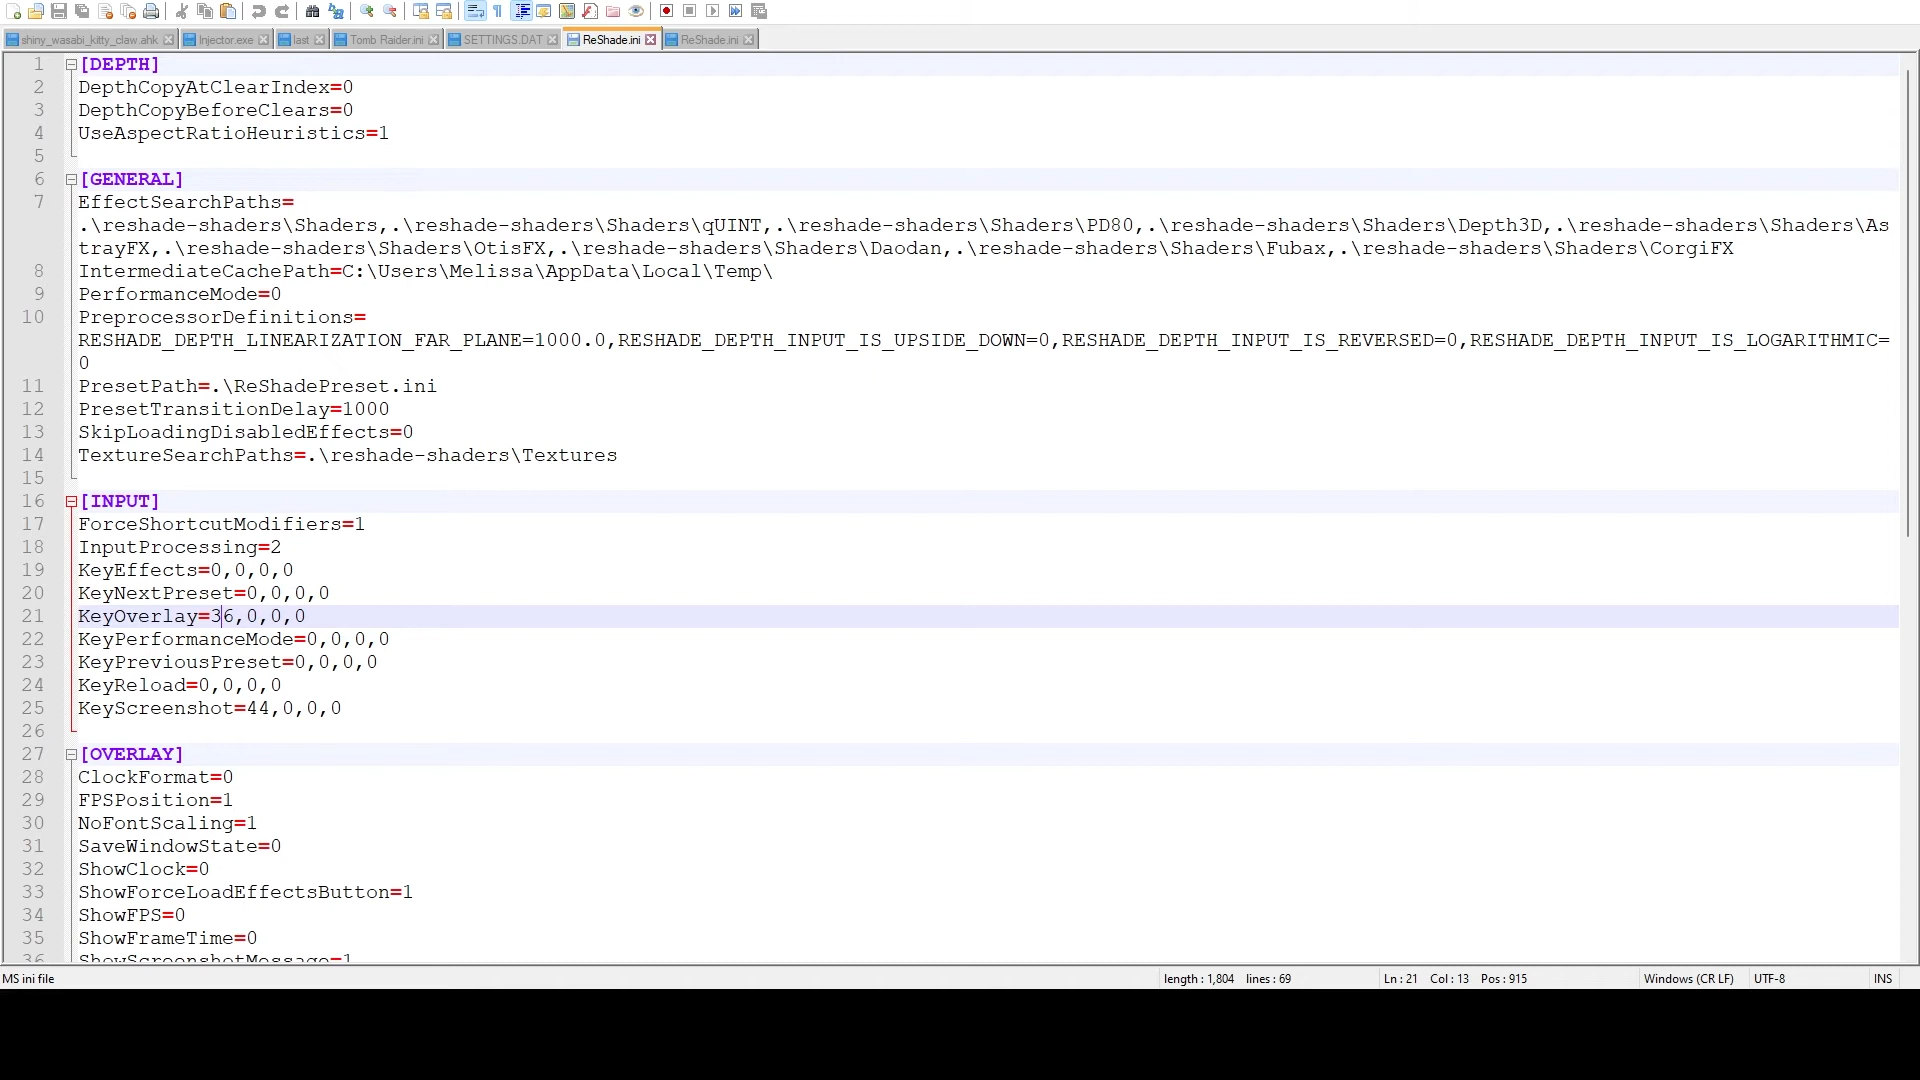 shiny_wasabi_kitty_claw.ahk Injector.exe last Tomb Raider.ini SETTINGS.DAT ReShade.ini ReShade.ini
1 [DEPTH]
2 DepthCopyAtClearIndex=0
3 DepthCopyBeforeClears=0
4 UseAspectRatioHeuristics=1
5
6 [GENERAL]
7 EffectSearchPaths=
.\reshade-shaders\Shaders,.\reshade-shaders\Shaders\qUINT,.\reshade-shaders\Shaders\PD80,.\reshade-shaders\Shaders\Depth3D,.\reshade-shaders\Shaders\As
trayFX,.\reshade-shaders\Shaders\OtisFX,.\reshade-shaders\Shaders\Daodan,.\reshade-shaders\Shaders\Fubax,.\reshade-shaders\Shaders\CorgiFX
8 IntermediateCachePath=C:\Users\Melissa\AppData\Local\Temp\
9 PerformanceMode=0
10 PreprocessorDefinitions=
RESHADE_DEPTH_LINEARIZATION_FAR_PLANE=1000.0,RESHADE_DEPTH_INPUT_IS_UPSIDE_DOWN=0,RESHADE_DEPTH_INPUT_IS_REVERSED=0,RESHADE_DEPTH_INPUT_IS_LOGARITHMIC=
0
11 PresetPath=.\ReShadePreset.ini
12 PresetTransitionDelay=1000
13 SkipLoadingDisabledEffects=0
14 TextureSearchPaths=.\reshade-shaders\Textures
15
16 [INPUT]
17 ForceShortcutModifiers=1
18 InputProcessing=2
19 KeyEffects=0,0,0,0
20 KeyNextPreset=0,0,0,0
21 KeyOverlay=36,0,0,0
22 KeyPerformanceMode=0,0,0,0
23 KeyPreviousPreset=0,0,0,0
24 KeyReload=0,0,0,0
25 KeyScreenshot=44,0,0,0
26
27 [OVERLAY]
28 ClockFormat=0
29 FPSPosition=1
30 NoFontScaling=1
31 SaveWindowState=0
32 ShowClock=0
33 ShowForceLoadEffectsButton=1
34 ShowFPS=0
35 ShowFrameTime=0
36 ShowScreenshotMessage=1
MS ini file length : 1,804 lines : 69 Ln : 21 Col : 13 Pos : 915 Windows (CR LF) UTF-8 INS